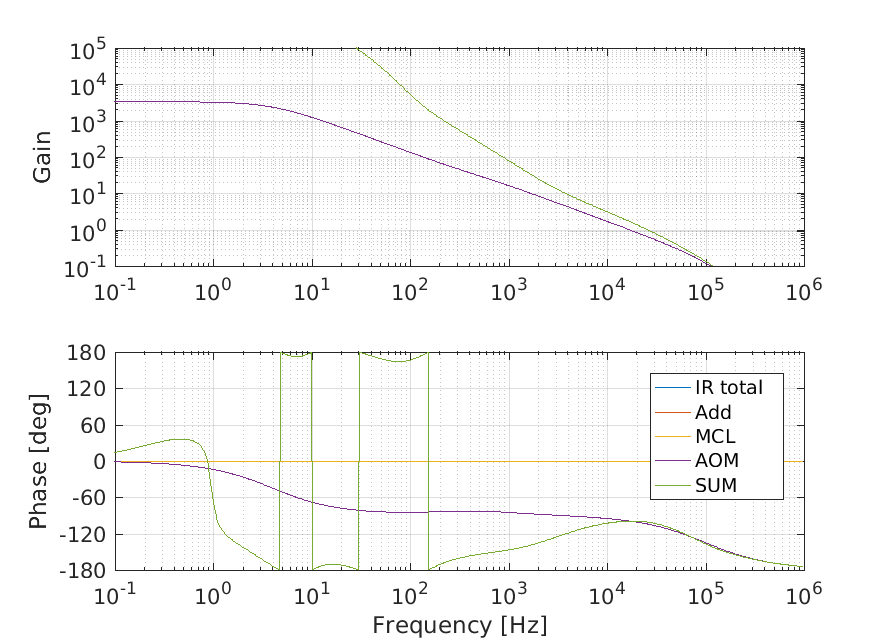 10^5
10^4
10^3
10^2
10^1
10^0
10^-1
Gain
10^-1 10^0 10^1 10^2 10^3 10^4 10^5 10^6
180
120
60
0
-60
-120
-180
Phase [deg]
IR total
Add
MCL
AOM
SUM
10^-1 10^0 10^1 10^2 10^3 10^4 10^5 10^6
Frequency [Hz]